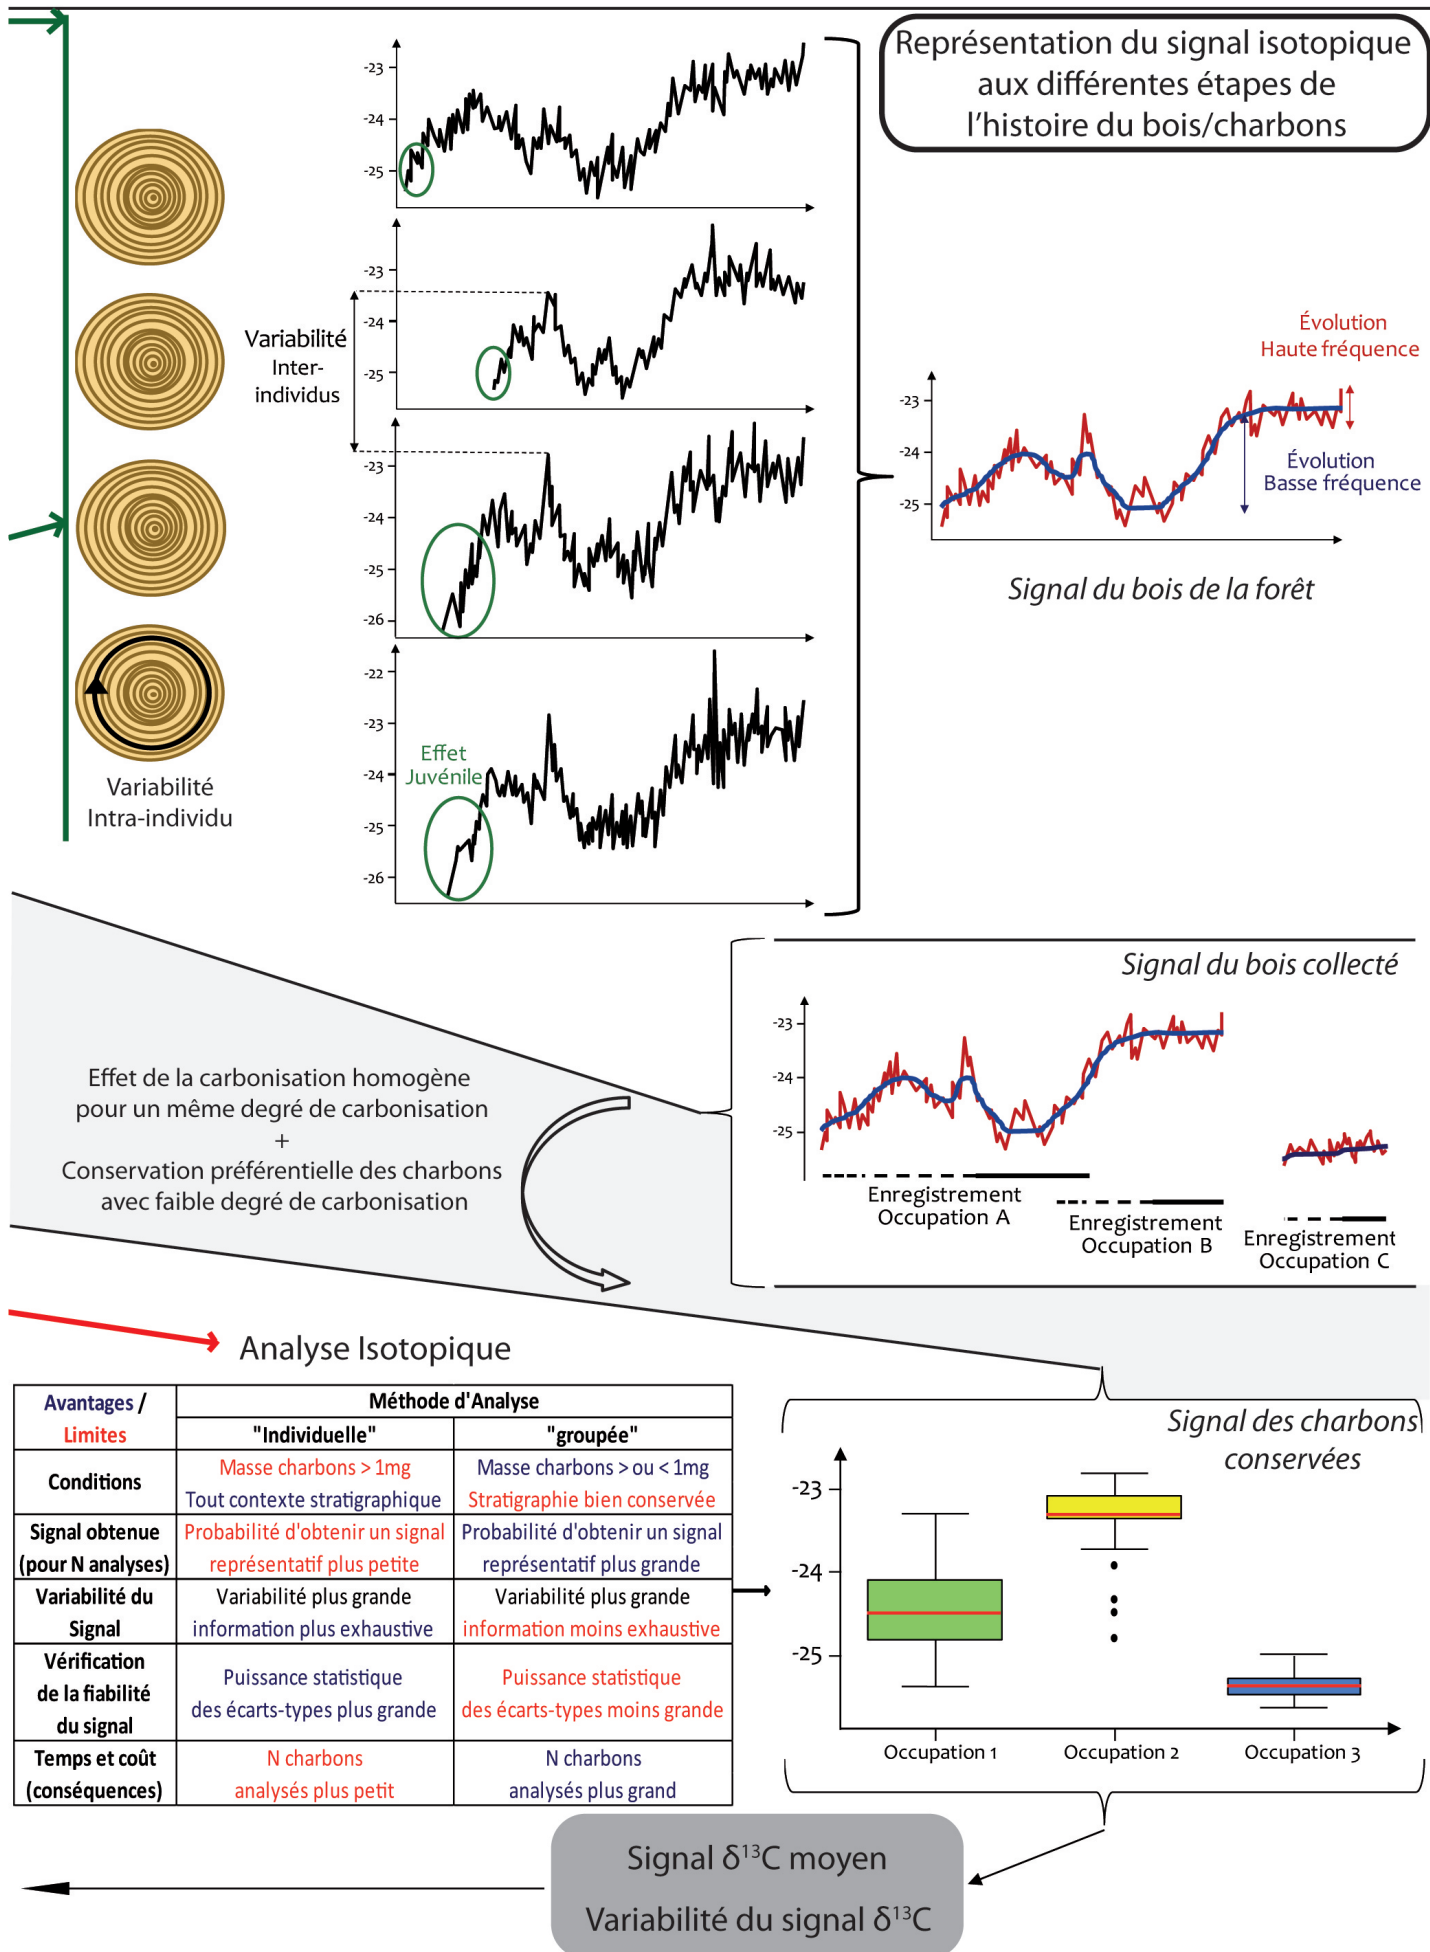 Représentation du signal isotopique
aux différentes étapes de
l'histoire du bois/charbons
-23
-24
-25
-23
-24
-25
Variabilité
Inter-
individus
-23
-24
-25
-26
-22
-23
-24
-25
-26
Effet
Juvénile
Variabilité
Intra-individu
Évolution
Haute fréquence
-23
-24
-25
Évolution
Basse fréquence
Signal du bois de la forêt
Signal du bois collecté
-23
-24
-25
Enregistrement
Occupation A
Enregistrement
Occupation B
Enregistrement
Occupation C
Effet de la carbonisation homogène
pour un même degré de carbonisation
+
Conservation préférentielle des charbons
avec faible degré de carbonisation
Analyse Isotopique
Avantages /
Limites
Méthode d'Analyse
"Individuelle"
"groupée"
Conditions
Masse charbons > 1mg
Tout contexte stratigraphique
Masse charbons > ou < 1mg
Stratigraphie bien conservée
Signal obtenue
(pour N analyses)
Probabilité d'obtenir un signal
représentatif plus petite
Probabilité d'obtenir un signal
représentatif plus grande
Variabilité du
Signal
Variabilité plus grande
information plus exhaustive
Variabilité plus grande
information moins exhaustive
Vérification
de la fiabilité
du signal
Puissance statistique
des écarts-types plus grande
Puissance statistique
des écarts-types moins grande
Temps et coût
(conséquences)
N charbons
analysés plus petit
N charbons
analysés plus grand
Signal des charbons
conservées
-23
-24
-25
Occupation 1
Occupation 2
Occupation 3
Signal δ¹³C moyen
Variabilité du signal δ¹³C